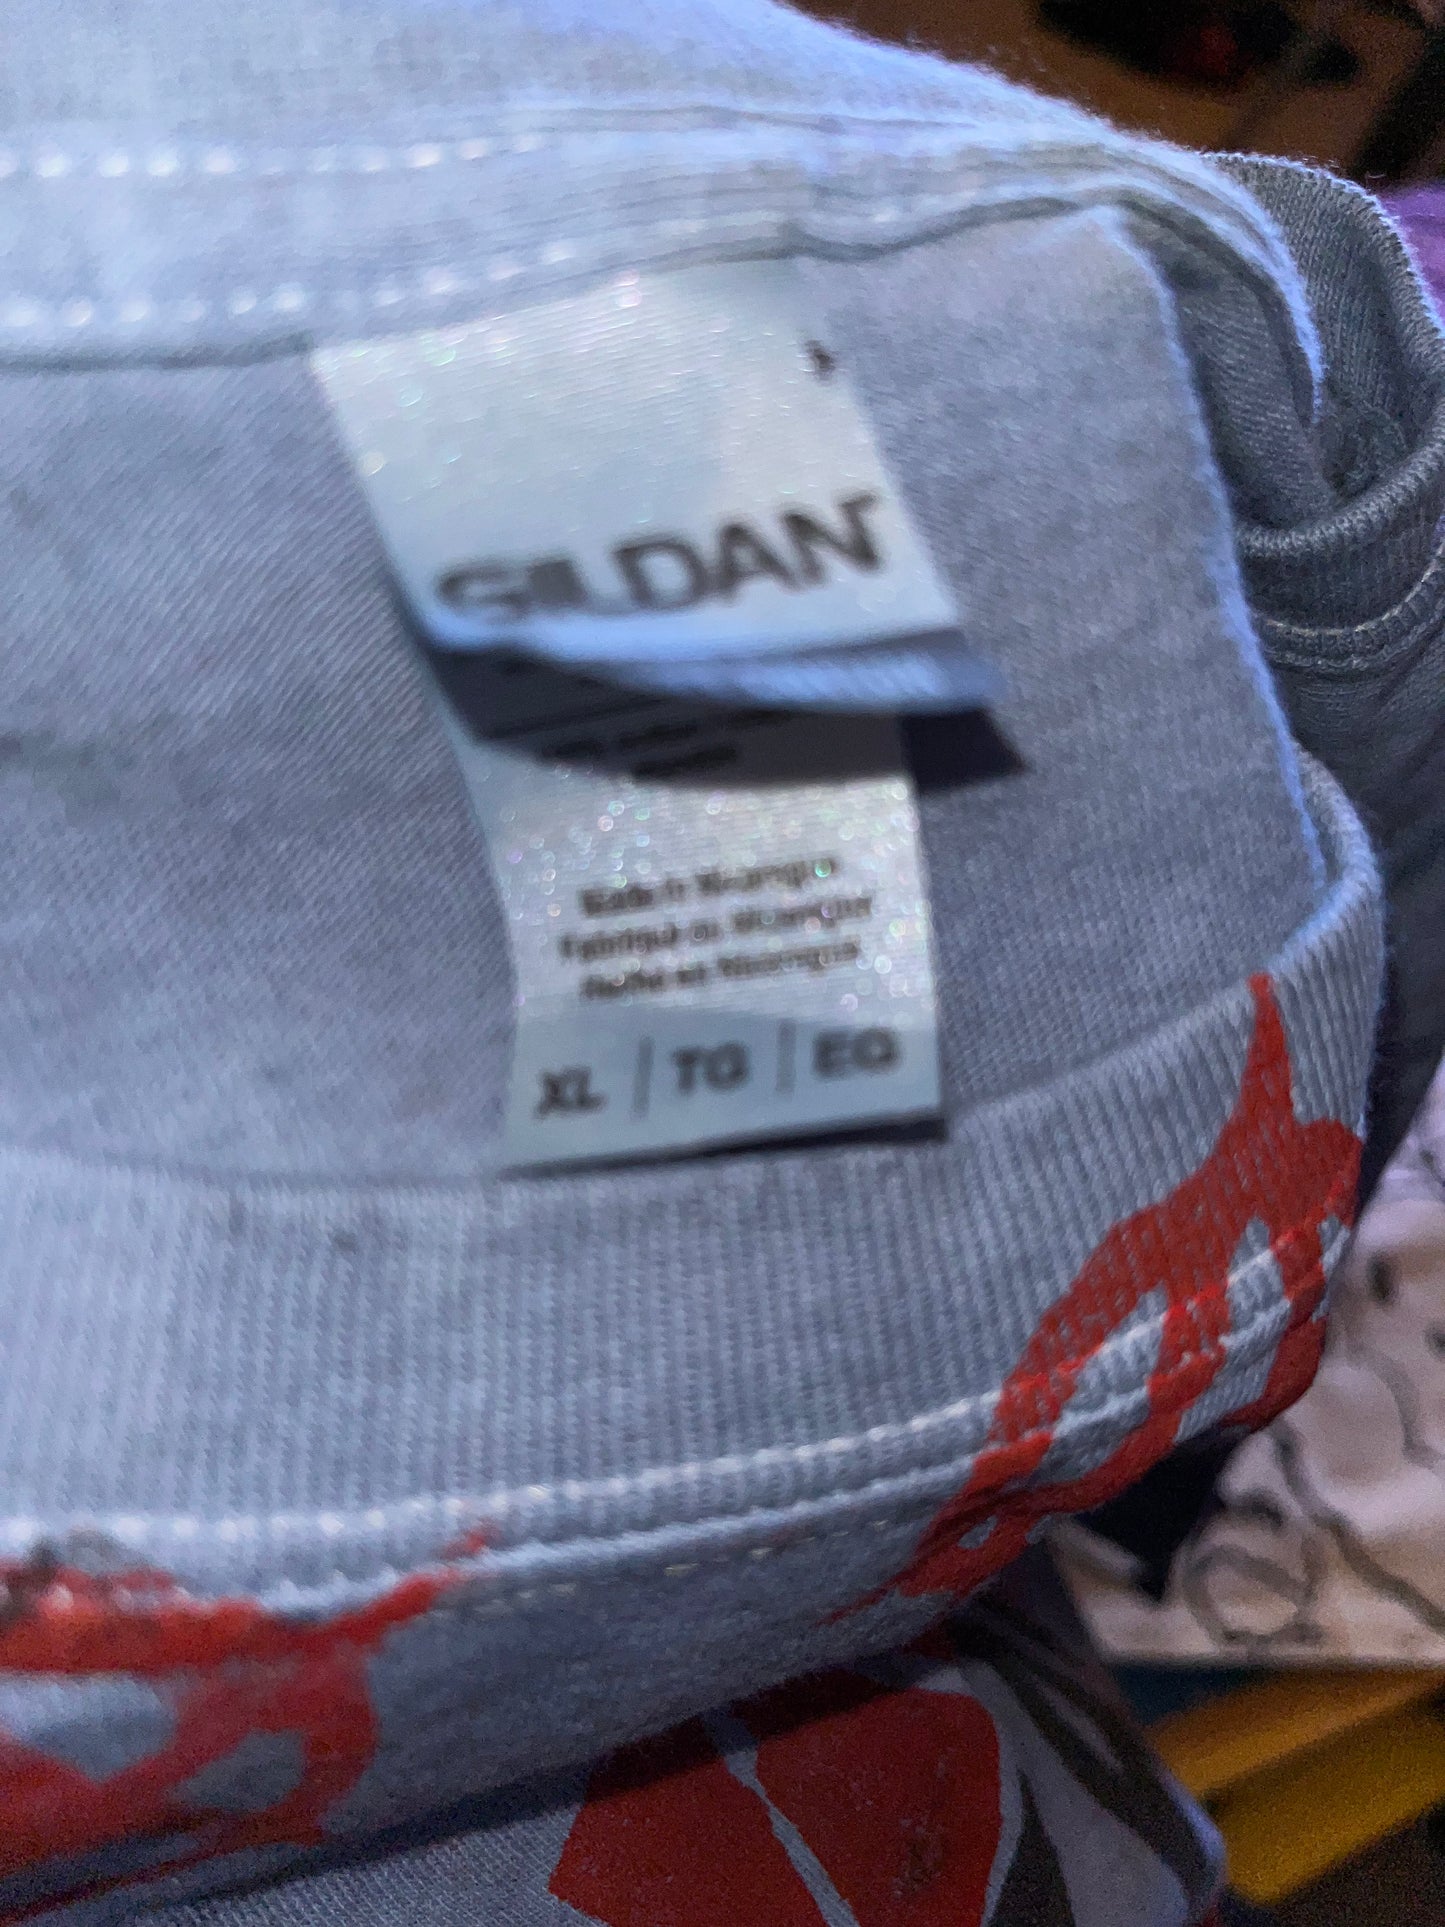 GILDAN
Made in Nicaragua
Fabriqué au Nicaragua
Hecho en Nicaragua
XL | TG | EG